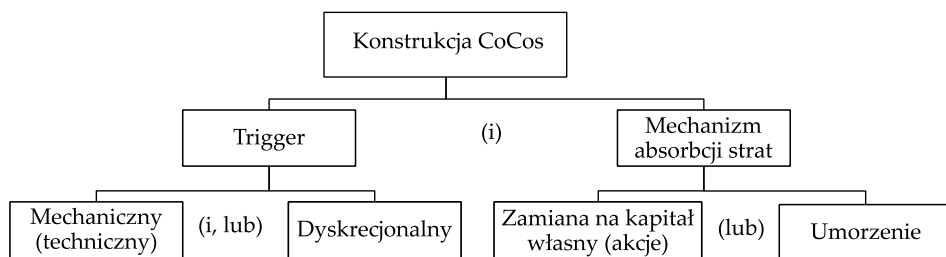 Konstrukcja CoCos
Trigger
(i)
Mechanizm
absorbcji strat
Mechaniczny
(techniczny)
(i, lub)
Dyskrecjonalny
Zamiana na kapitał
własny (akcje)
(lub)
Umorzenie